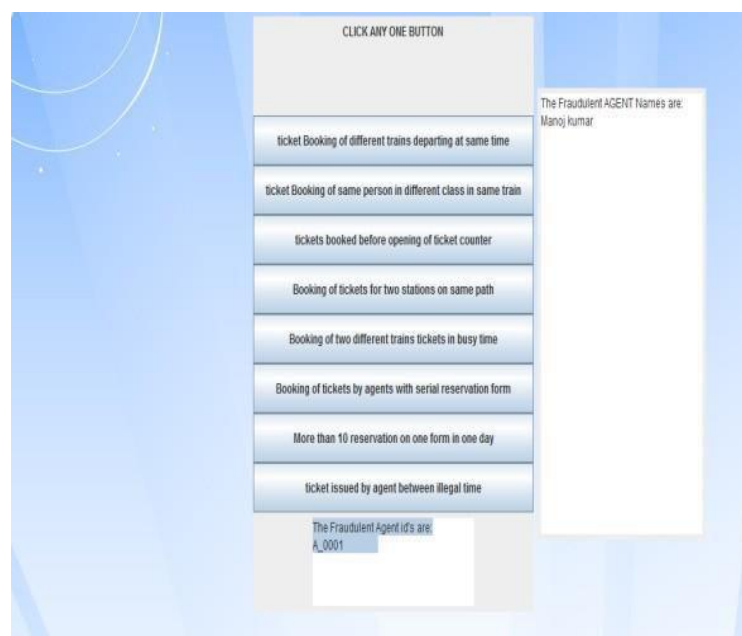 CLICK ANY ONE BUTTON
ticket Booking of different trains departing at same time
ticket Booking of same person in different class in same train
tickets booked before opening of ticket counter
Booking of tickets for two stations on same path
Booking of two different trains tickets in busy time
Booking of tickets by agents with serial reservation form
More than 10 reservation on one form in one day
ticket issued by agent between illegal time
The Fraudulent Agent id's are:
A_0001
The Fraudulent AGENT Names are:
Manoj kumar